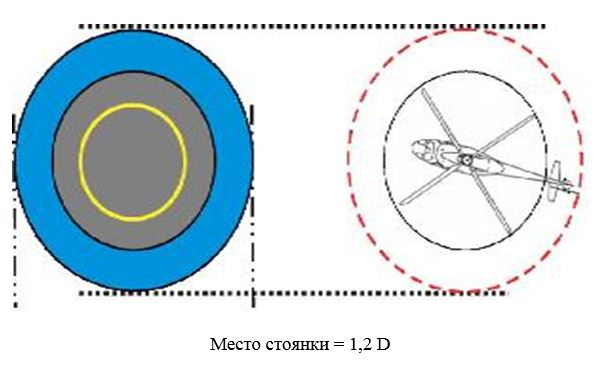 Место стоянки = 1,2 D